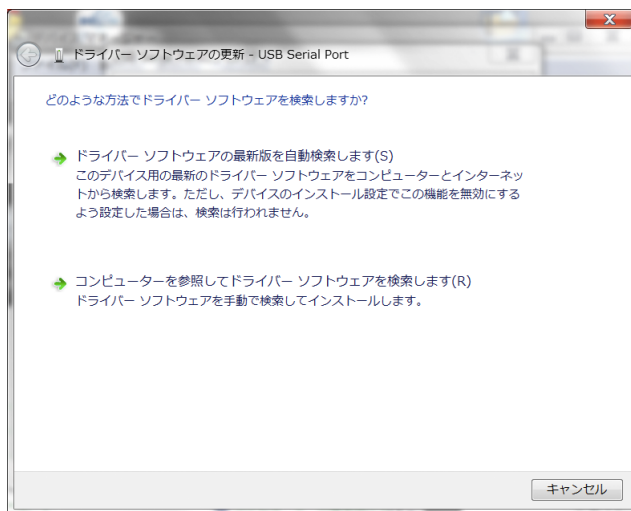 ドライバー ソフトウェアの更新 - USB Serial Port
どのような方法でドライバー ソフトウェアを検索しますか?
ドライバー ソフトウェアの最新版を自動検索します(S)
このデバイス用の最新のドライバー ソフトウェアをコンピューターとインターネッ
トから検索します。ただし、デバイスのインストール設定でこの機能を無効にする
よう設定した場合は、検索は行われません。
コンピューターを参照してドライバー ソフトウェアを検索します(R)
ドライバー ソフトウェアを手動で検索してインストールします。
キャンセル